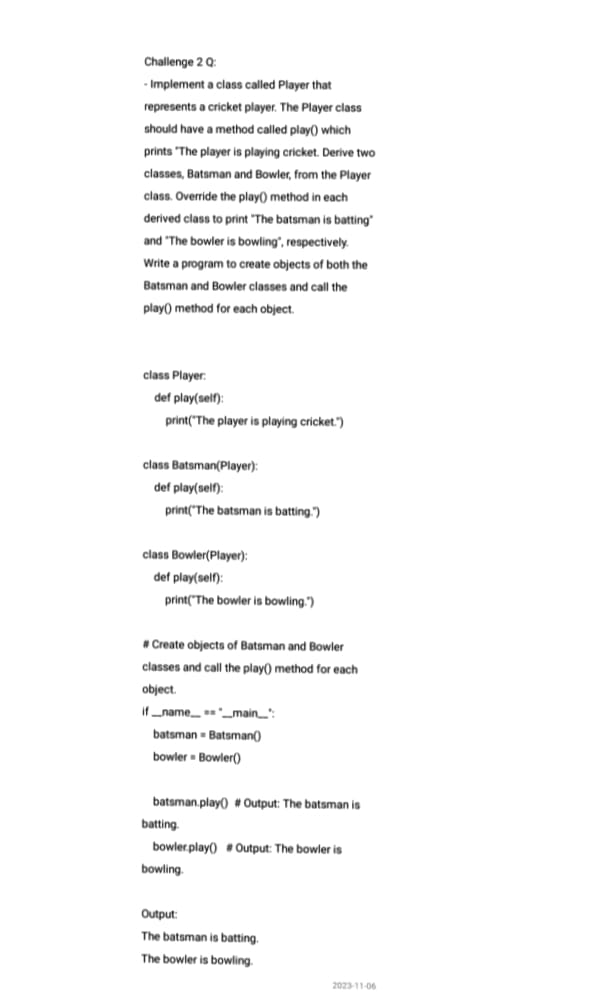 Challenge 2 Q:
- Implement a class called Player that
represents a cricket player. The Player class
should have a method called play() which
prints "The player is playing cricket. Derive two
classes, Batsman and Bowler, from the Player
class. Override the play() method in each
derived class to print "The batsman is batting"
and "The bowler is bowling", respectively.
Write a program to create objects of both the
Batsman and Bowler classes and call the
play() method for each object.
class Player:
def play(self):
print("The player is playing cricket.")
class Batsman(Player):
def play(self):
print("The batsman is batting.")
class Bowler(Player):
def play(self):
print("The bowler is bowling.")
# Create objects of Batsman and Bowler
classes and call the play() method for each
object.
if __name__ == "__main__":
batsman = Batsman()
bowler = Bowler()
batsman.play() # Output: The batsman is
batting.
bowler.play() # Output: The bowler is
bowling.
Output:
The batsman is batting.
The bowler is bowling.
2023-11-06